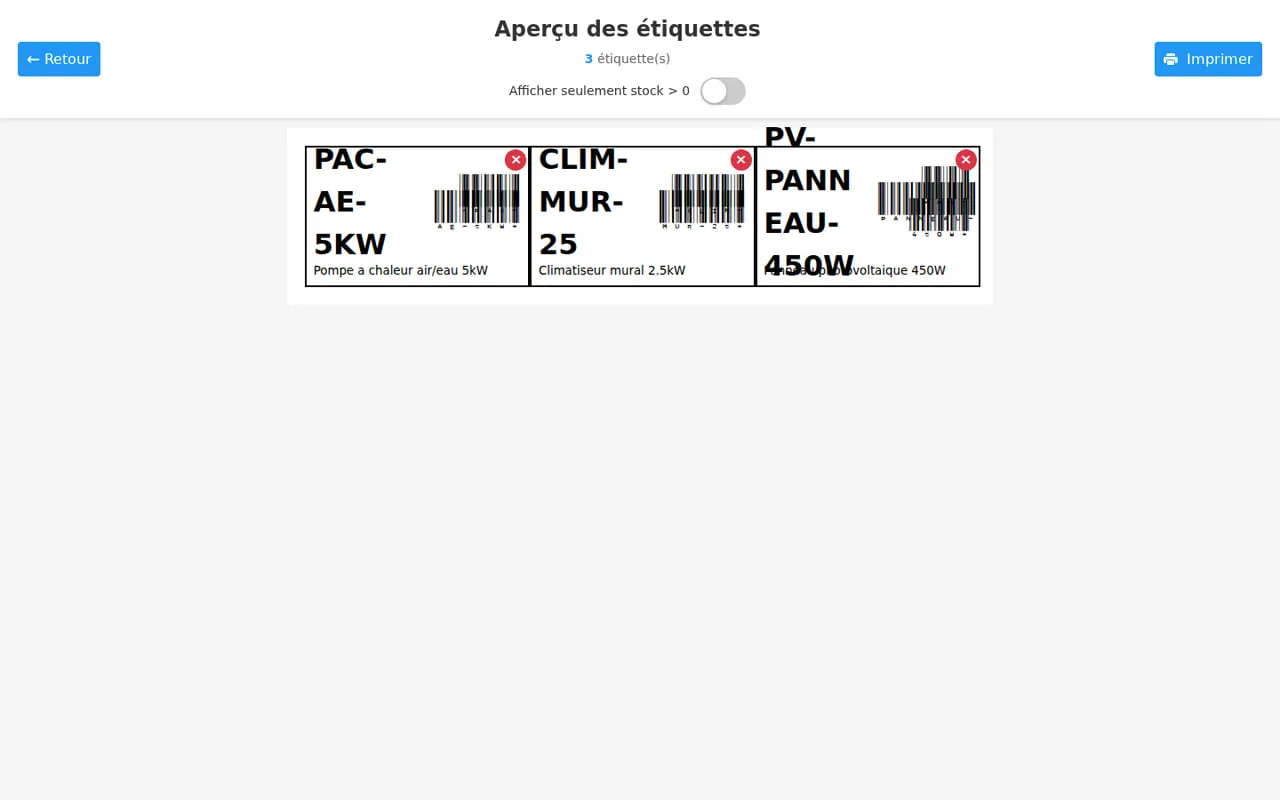 Aperçu des étiquettes
← Retour
3 étiquette(s)
Imprimer
Afficher seulement stock > 0
PAC-
AE-
5KW
Pompe a chaleur air/eau 5kW
CLIM-
MUR-
25
Climatiseur mural 2.5kW
PV-
PANN
EAU-
450W
Panneau photovoltaique 450W